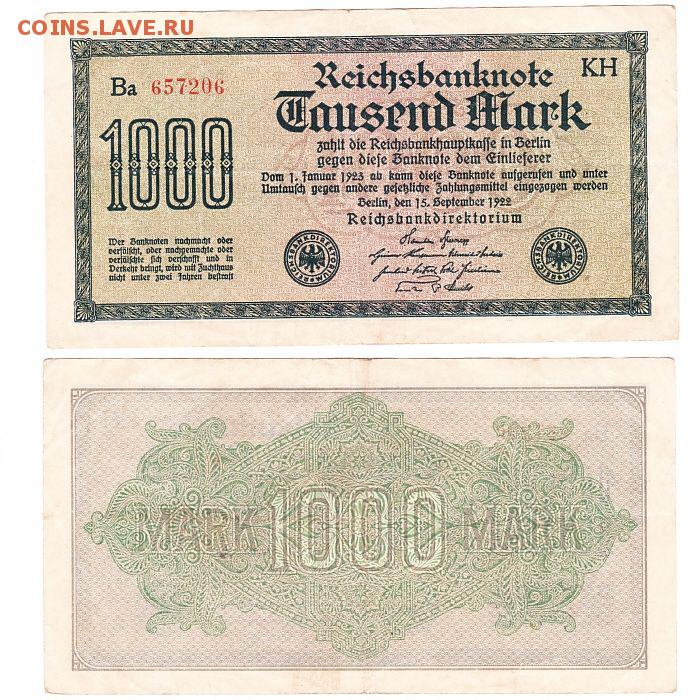 COINS.LAVE.RU
Ba 657206
KH
1000
Reichsbanknote
Tausend Mark
zahlt die Reichsbankhauptkasse in Berlin
gegen diese Banknote dem Einlieferer
Vom 1. Januar 1923 ab kann diese Banknote aufgerufen und unter
Umtausch gegen andere gesetzliche Zahlungsmittel eingezogen werden
Berlin, den 15. September 1922
Reichsbankdirektorium
Wer Banknoten nachmacht oder
verfälscht, oder nachgemachte oder
verfälschte sich verschafft und in
Verkehr bringt, wird mit Zuchthaus
nicht unter zwei Jahren bestraft
REICHSBANKDIREKTORIUM
REICHSBANKDIREKTORIUM
MARK 1000 MARK